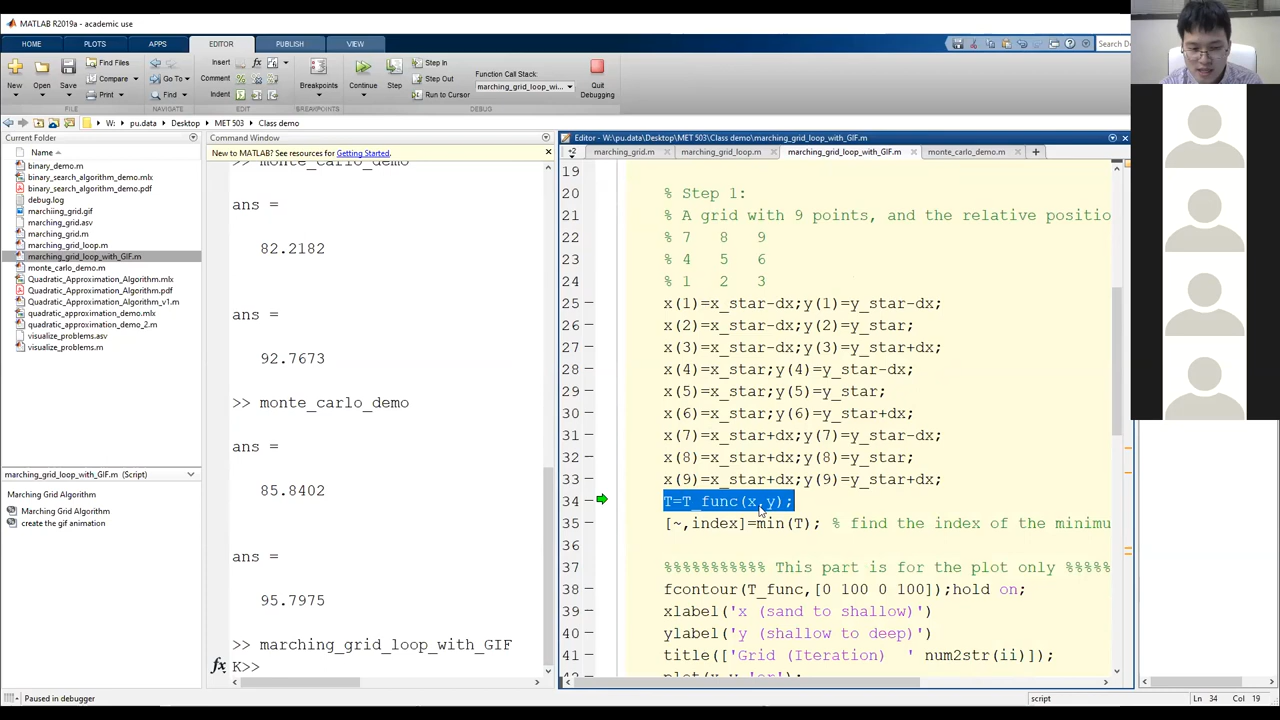 MATLAB R2019a - academic use
HOME PLOTS APPS EDITOR PUBLISH VIEW
New Open Save Find Files Compare Print Go To Find Insert Comment Indent Breakpoints Continue Step Step In Step Out Run to Cursor Function Call Stack: marching_grid_loop_wi... Quit Debugging
FILE NAVIGATE EDIT BREAKPOINTS DEBUG
W: pu.data Desktop MET 503 Class demo
Current Folder
Name
binary_demo.m
binary_search_algorithm_demo.mlx
binary_search_algorithm_demo.pdf
debug.log
marchiing_grid.gif
marching_grid.asv
marching_grid.m
marching_grid_loop.m
marching_grid_loop_with_GIF.m
monte_carlo_demo.m
Quadratic_Approximation_Algorithm.mlx
Quadratic_Approximation_Algorithm.pdf
Quadratic_Approximation_Algorithm_v1.m
quadratic_approximation_demo.mlx
quadratic_approximation_demo_2.m
visualize_problems.asv
visualize_problems.m
marching_grid_loop_with_GIF.m (Script)
Marching Grid Algorithm
Marching Grid Algorithm
create the gif animation
Command Window
New to MATLAB? See resources for Getting Started.
>> monte_carlo_demo
ans =
82.2182
ans =
92.7673
>> monte_carlo_demo
ans =
85.8402
ans =
95.7975
>> marching_grid_loop_with_GIF
fx K>>
Editor - W:\pu.data\Desktop\MET 503\Class demo\marching_grid_loop_with_GIF.m
marching_grid.m marching_grid_loop.m marching_grid_loop_with_GIF.m monte_carlo_demo.m
19
20 % Step 1:
21 % A grid with 9 points, and the relative positio
22 % 7 8 9
23 % 4 5 6
24 % 1 2 3
25 x(1)=x_star-dx;y(1)=y_star-dx;
26 x(2)=x_star-dx;y(2)=y_star;
27 x(3)=x_star-dx;y(3)=y_star+dx;
28 x(4)=x_star;y(4)=y_star-dx;
29 x(5)=x_star;y(5)=y_star;
30 x(6)=x_star;y(6)=y_star+dx;
31 x(7)=x_star+dx;y(7)=y_star-dx;
32 x(8)=x_star+dx;y(8)=y_star;
33 x(9)=x_star+dx;y(9)=y_star+dx;
34 T=T_func(x,y);
35 [~,index]=min(T); % find the index of the minimu
36
37 %%%%%%%%%%% This part is for the plot only %%%%%
38 fcontour(T_func,[0 100 0 100]);hold on;
39 xlabel('x (sand to shallow)')
40 ylabel('y (shallow to deep)')
41 title(['Grid (Iteration) ' num2str(ii)]);
Paused in debugger
script
Ln 34 Col 19